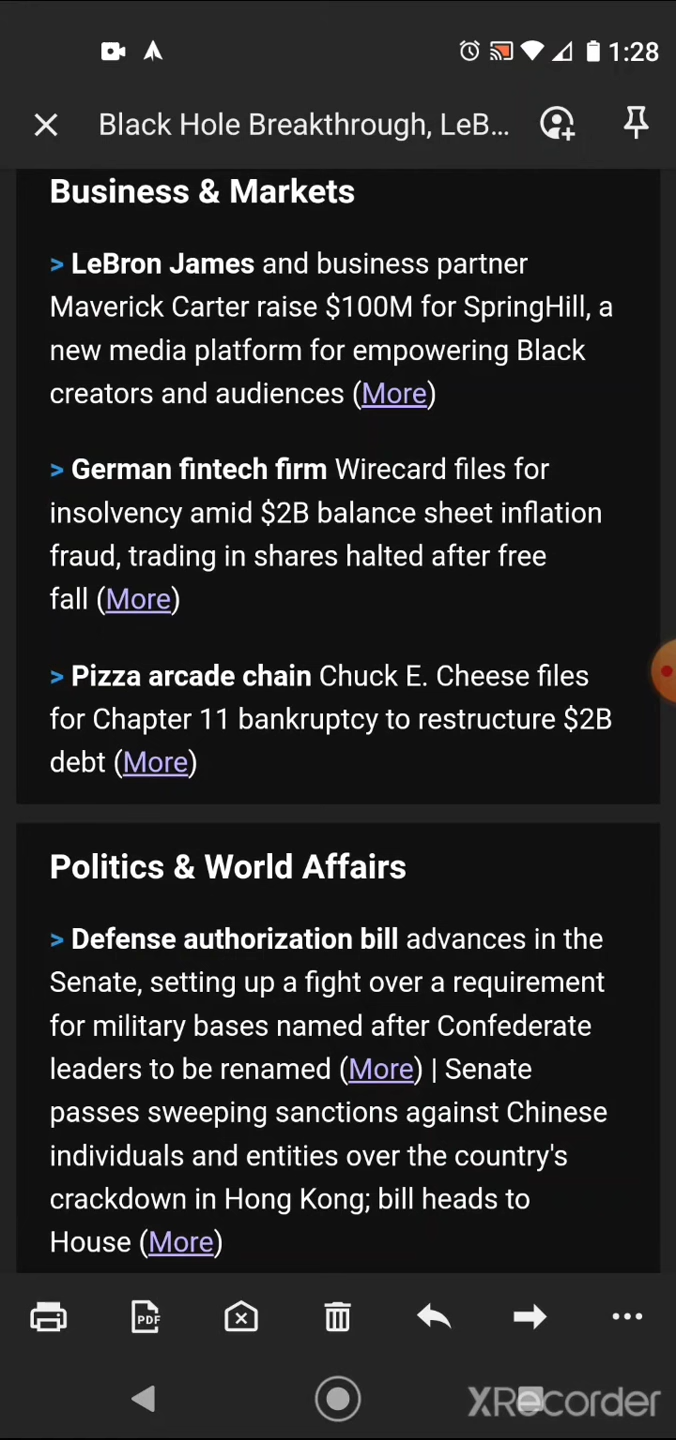 1:28
Black Hole Breakthrough, LeB...
Business & Markets
> LeBron James and business partner
Maverick Carter raise $100M for SpringHill, a
new media platform for empowering Black
creators and audiences (More)
> German fintech firm Wirecard files for
insolvency amid $2B balance sheet inflation
fraud, trading in shares halted after free
fall (More)
> Pizza arcade chain Chuck E. Cheese files
for Chapter 11 bankruptcy to restructure $2B
debt (More)
Politics & World Affairs
> Defense authorization bill advances in the
Senate, setting up a fight over a requirement
for military bases named after Confederate
leaders to be renamed (More) | Senate
passes sweeping sanctions against Chinese
individuals and entities over the country's
crackdown in Hong Kong; bill heads to
House (More)
PDF
XRecorder